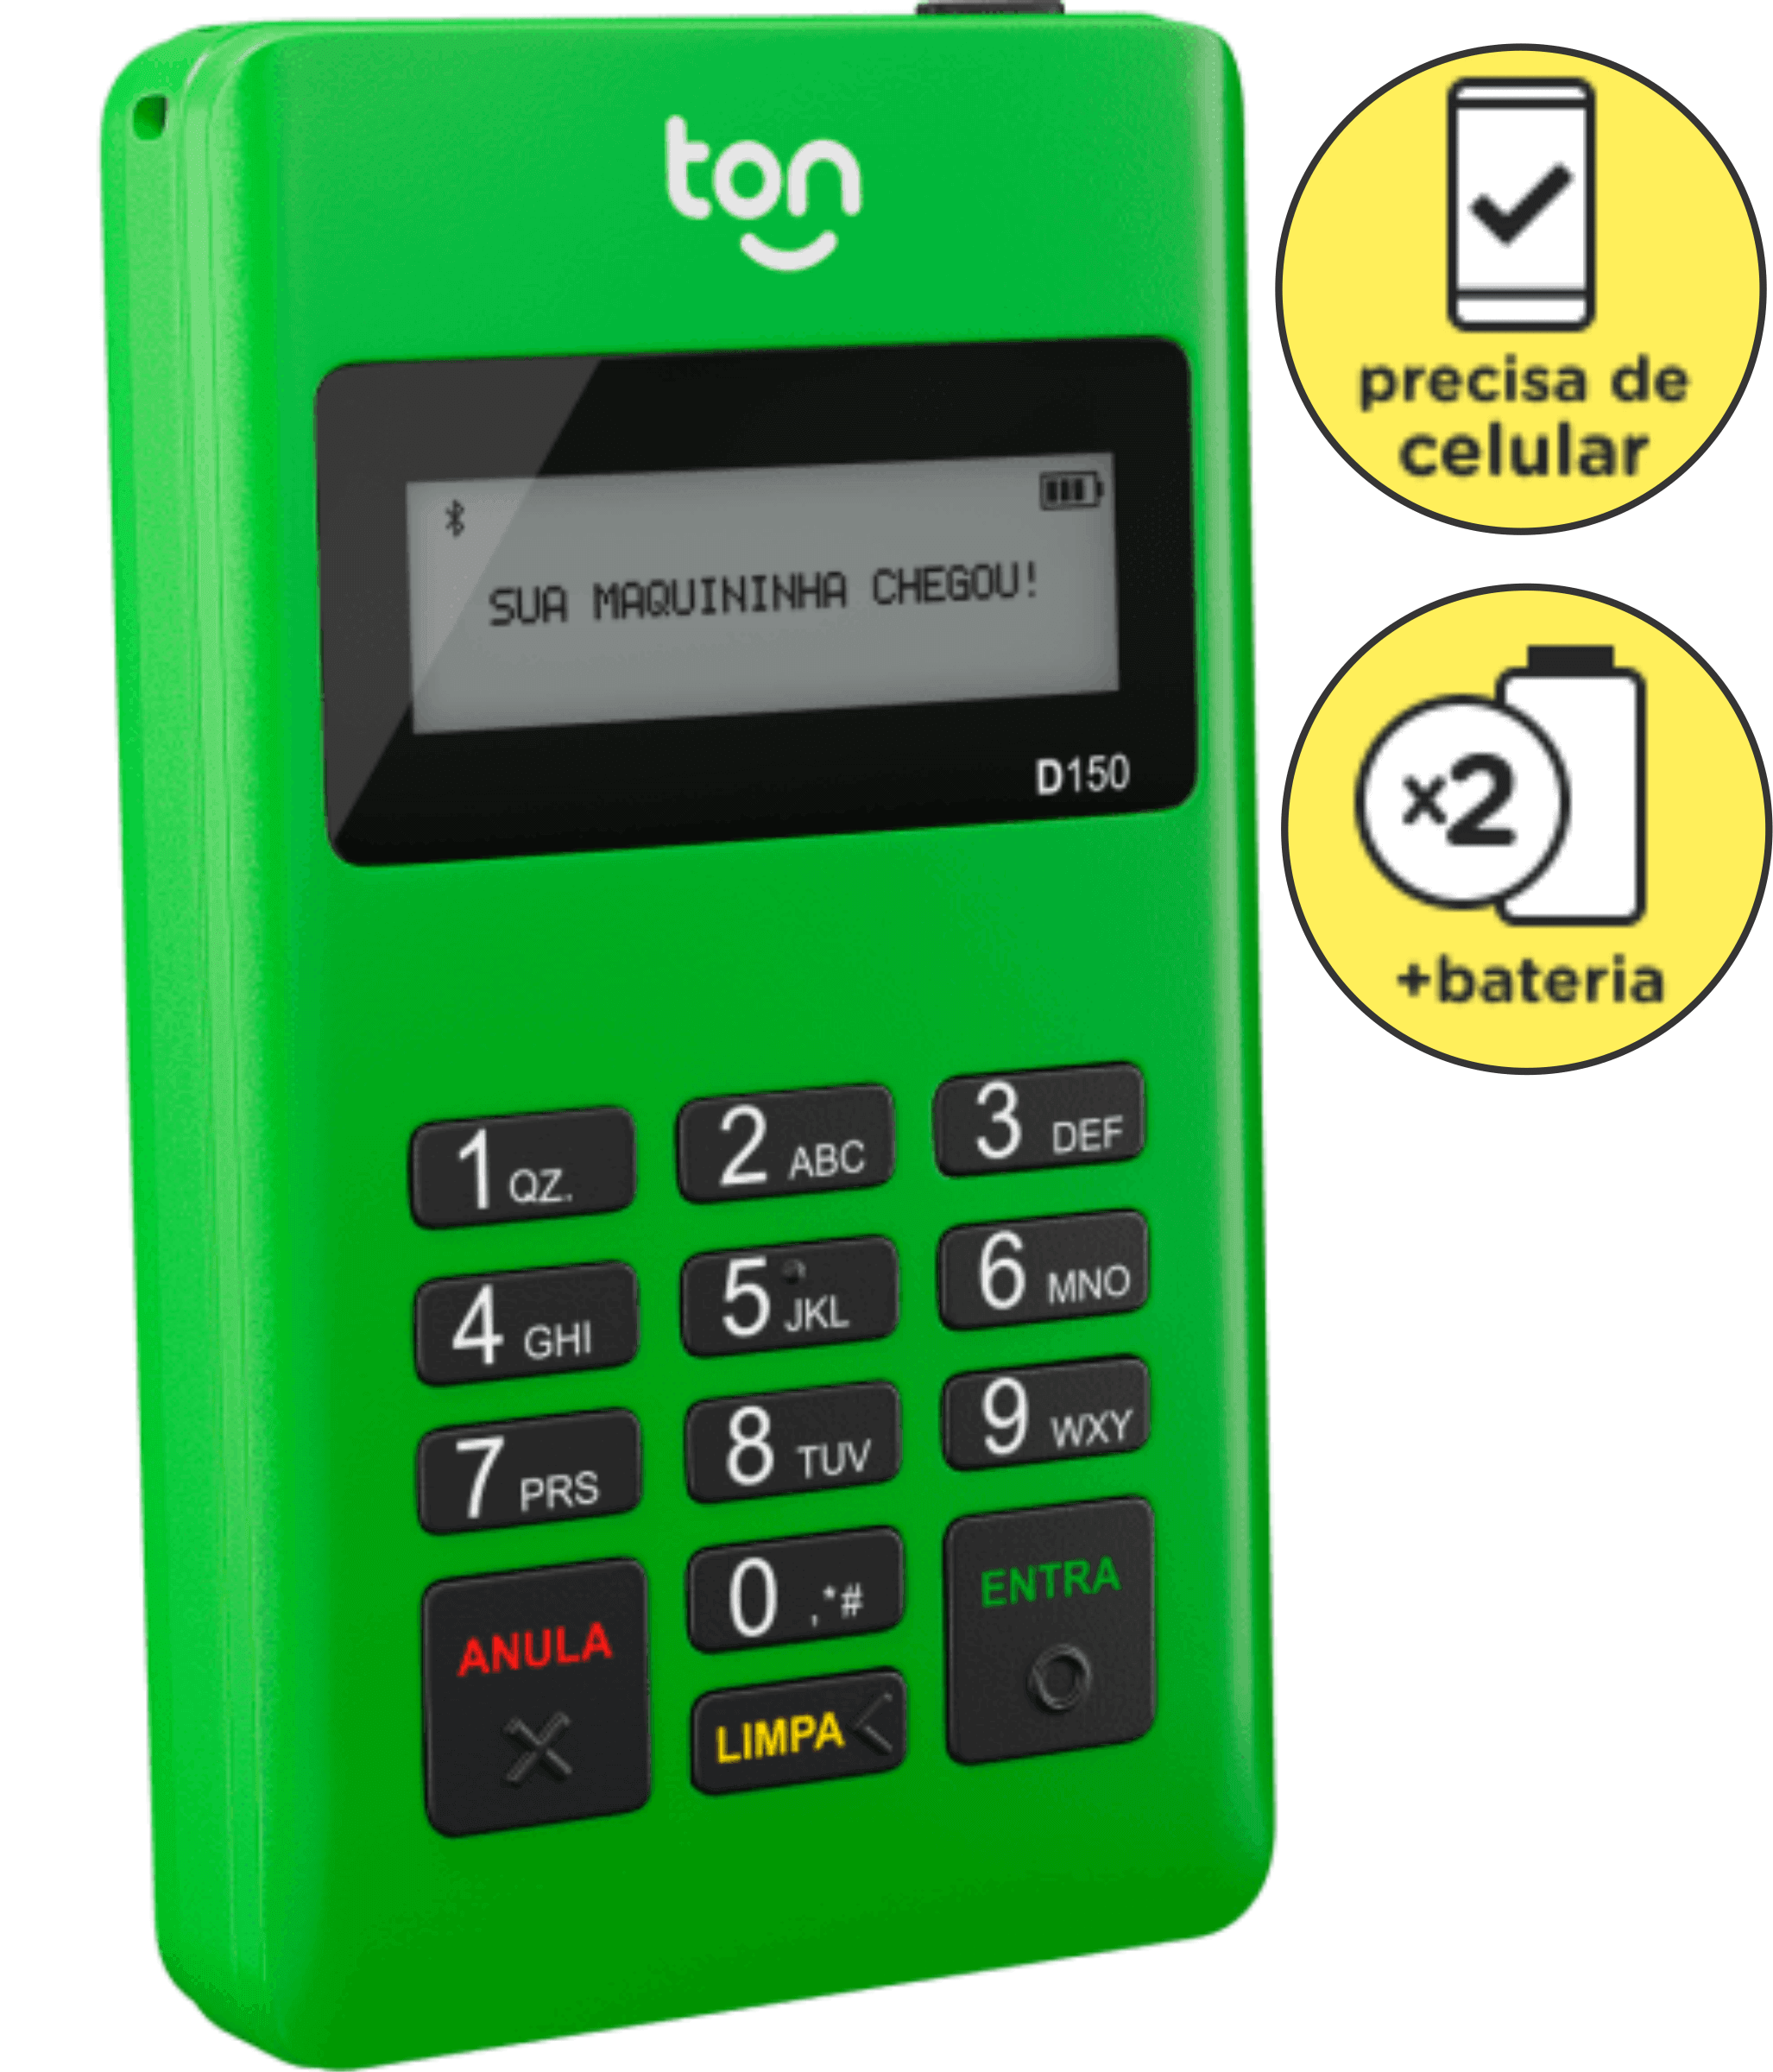 ton
SUA MAQUININHA CHEGOU!
D150
1 QZ.
2 ABC
3 DEF
4 GHI
5 JKL
6 MNO
7 PRS
8 TUV
9 WXY
ANULA
0 ,*#
ENTRA
LIMPA
precisa de
celular
x2
+bateria